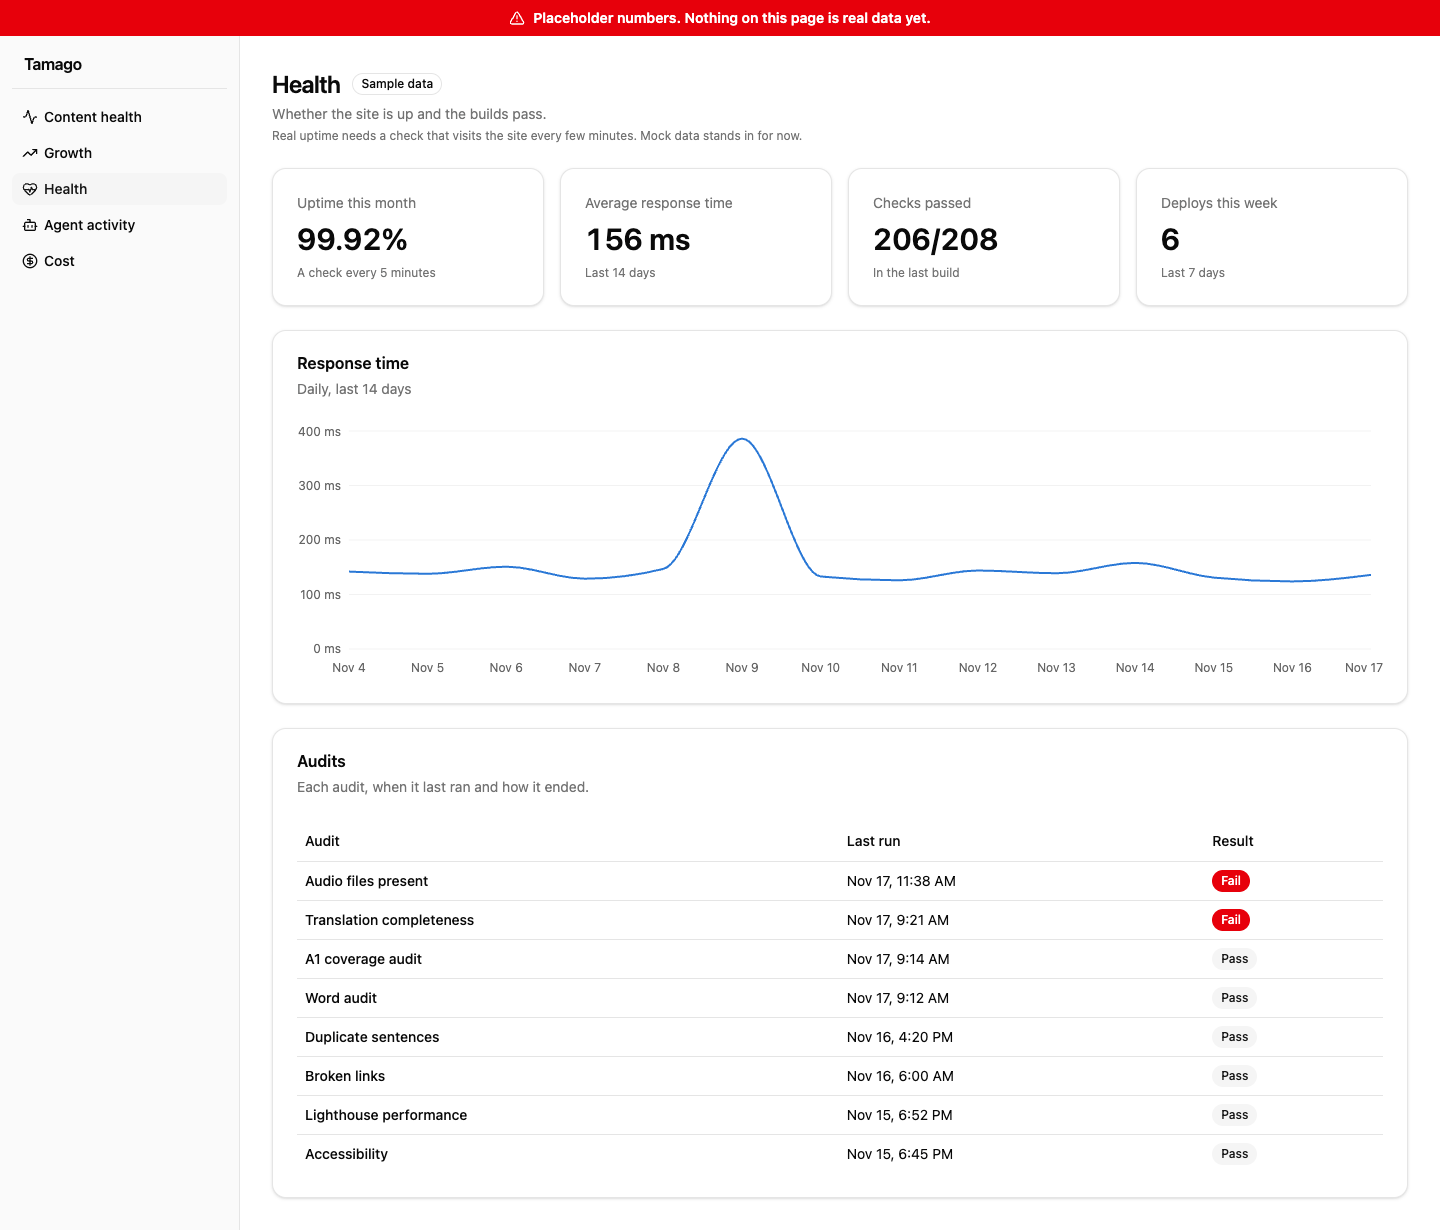 Placeholder numbers. Nothing on this page is real data yet.
Tamago
Content health
Growth
Health
Agent activity
Cost
Health
Sample data
Whether the site is up and the builds pass.
Real uptime needs a check that visits the site every few minutes. Mock data stands in for now.
Uptime this month
99.92%
A check every 5 minutes
Average response time
156 ms
Last 14 days
Checks passed
206/208
In the last build
Deploys this week
6
Last 7 days
Response time
Daily, last 14 days
400 ms
300 ms
200 ms
100 ms
0 ms
Nov 4 Nov 5 Nov 6 Nov 7 Nov 8 Nov 9 Nov 10 Nov 11 Nov 12 Nov 13 Nov 14 Nov 15 Nov 16 Nov 17
Audits
Each audit, when it last ran and how it ended.
Audit Last run Result
Audio files present Nov 17, 11:38 AM Fail
Translation completeness Nov 17, 9:21 AM Fail
A1 coverage audit Nov 17, 9:14 AM Pass
Word audit Nov 17, 9:12 AM Pass
Duplicate sentences Nov 16, 4:20 PM Pass
Broken links Nov 16, 6:00 AM Pass
Lighthouse performance Nov 15, 6:52 PM Pass
Accessibility Nov 15, 6:45 PM Pass